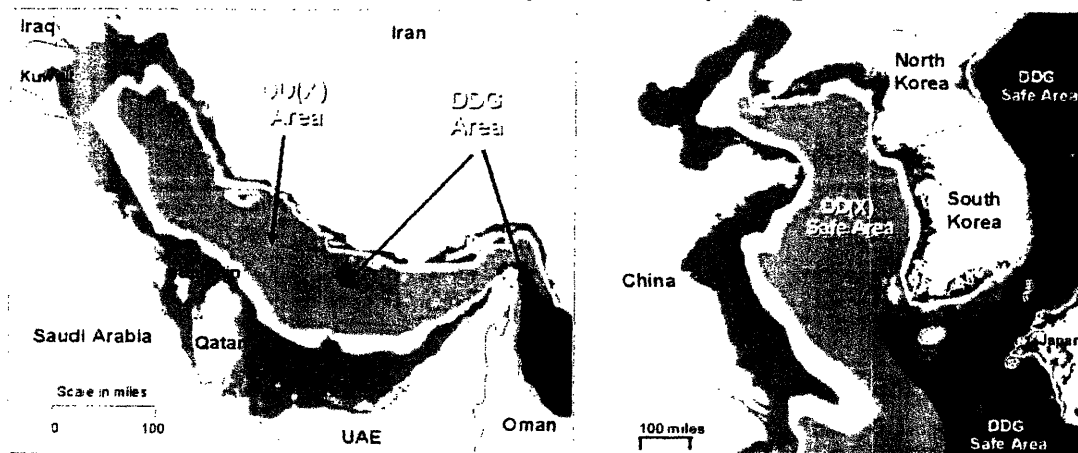 Iraq
Iran
Kuwait
DD(X)
Area
DDG
Area
Saudi Arabia
Qatar
Scale in miles
0 100
UAE
Oman
North
Korea
DDG
Safe Area
DD(X)
Safe Area
South
Korea
China
Japan
100 miles
DDG
Safe Area